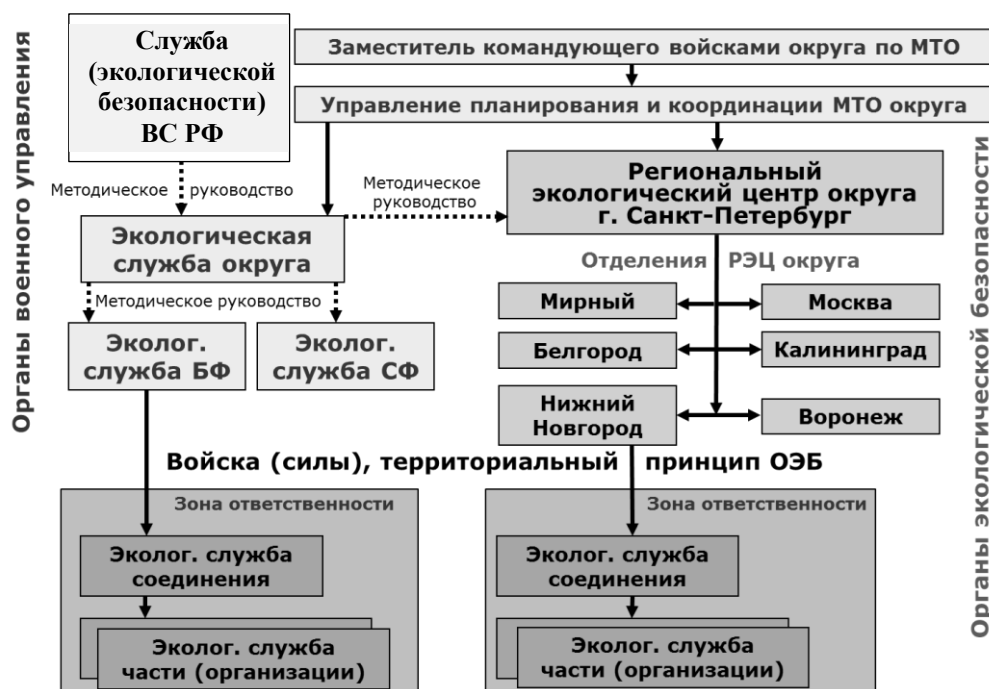 Органы военного управления
Служба
(экологической
безопасности)
ВС РФ
Заместитель командующего войсками округа по МТО
Управление планирования и координации МТО округа
Методическое руководство
Методическое
руководство
Региональный
экологический центр округа
г. Санкт-Петербург
Экологическая
служба округа
Отделения РЭЦ округа
Методическое руководство
Мирный
Москва
Эколог.
служба БФ
Эколог.
служба СФ
Белгород
Калининград
Нижний
Новгород
Воронеж
Войска (силы), территориальный принцип ОЭБ
Зона ответственности
Эколог. служба
соединения
Эколог. служба
части (организации)
Зона ответственности
Эколог. служба
соединения
Эколог. служба
части (организации)
Органы экологической безопасности